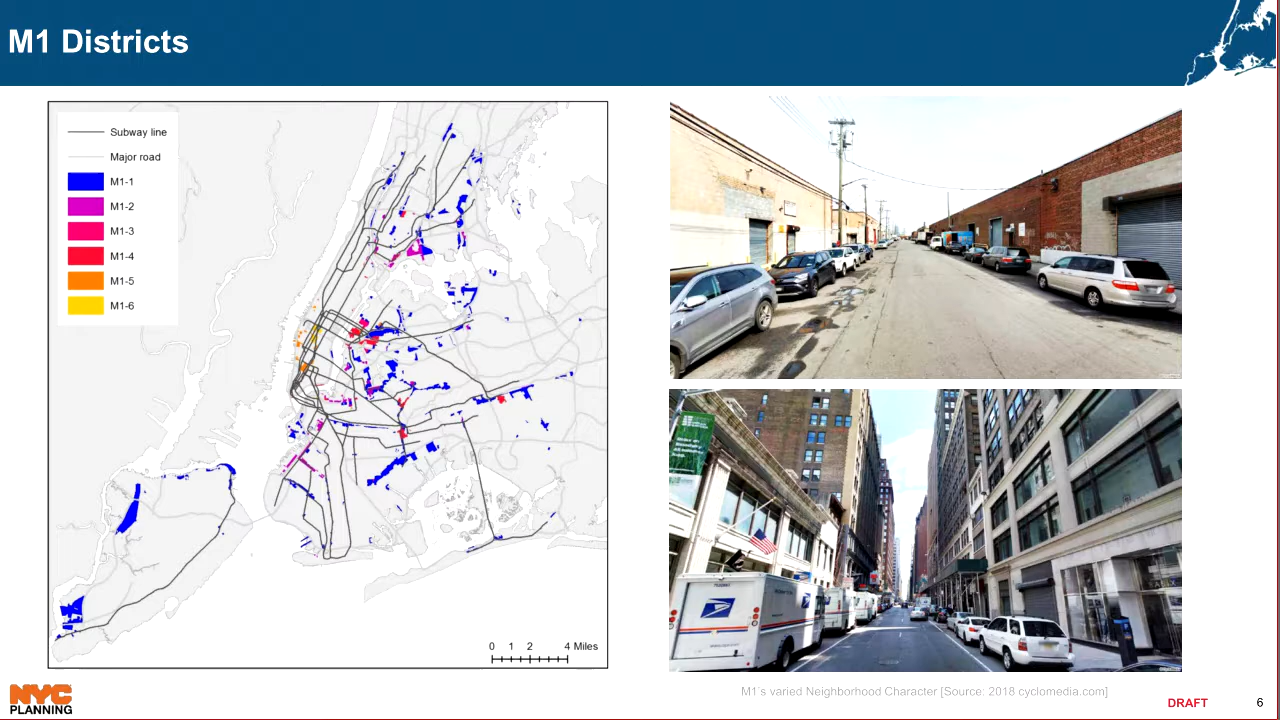 M1 Districts
Subway line
Major road
M1-1
M1-2
M1-3
M1-4
M1-5
M1-6
0 1 2 4 Miles
M1's varied Neighborhood Character [Source: 2018 cyclomedia.com]
NYC
PLANNING
DRAFT
6